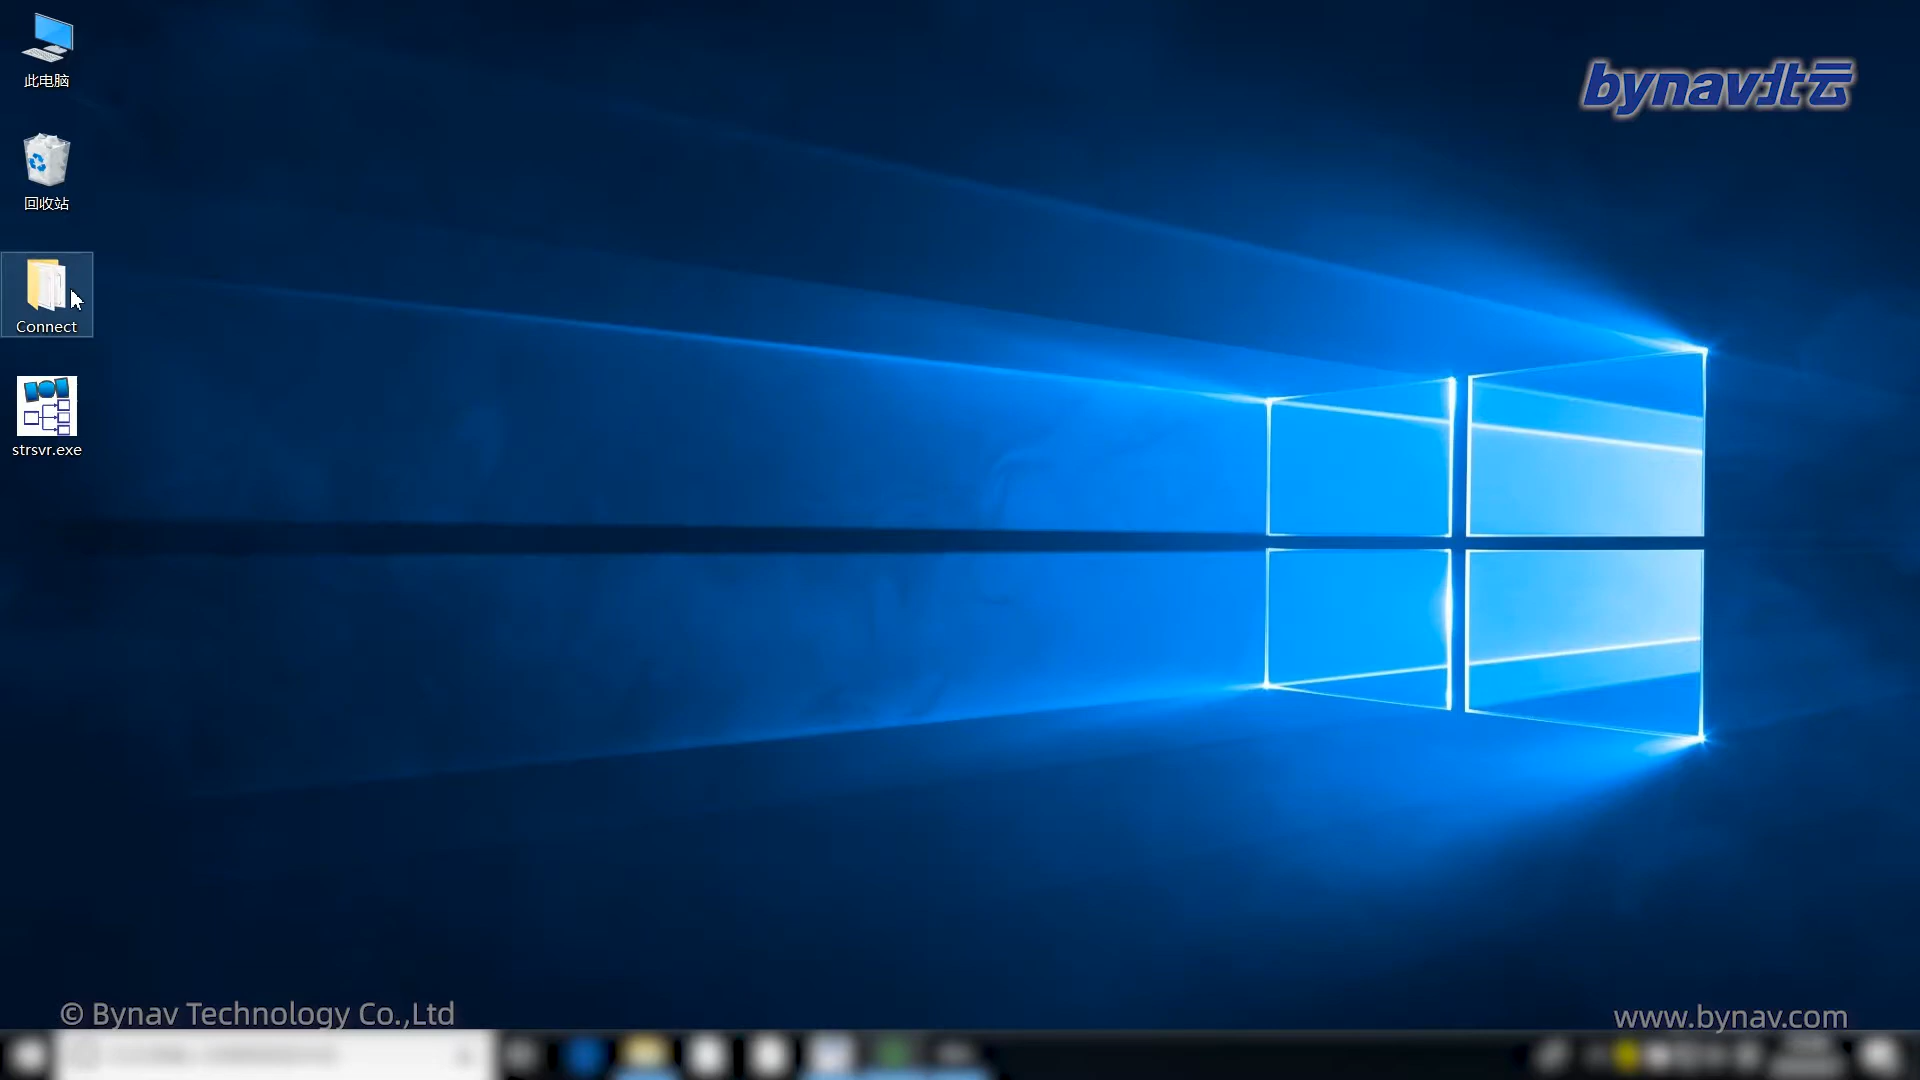 此电脑
bynav北云
回收站
Connect
strsvr.exe
© Bynav Technology Co.,Ltd
www.bynav.com